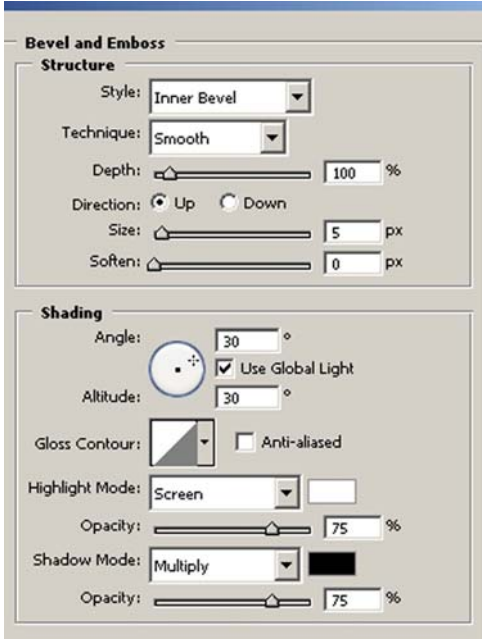 Bevel and Emboss
Structure
Style: Inner Bevel
Technique: Smooth
Depth: 100 %
Direction: Up Down
Size: 5 px
Soften: 0 px
Shading
Angle: 30 °
Use Global Light
Altitude: 30 °
Gloss Contour: Anti-aliased
Highlight Mode: Screen
Opacity: 75 %
Shadow Mode: Multiply
Opacity: 75 %